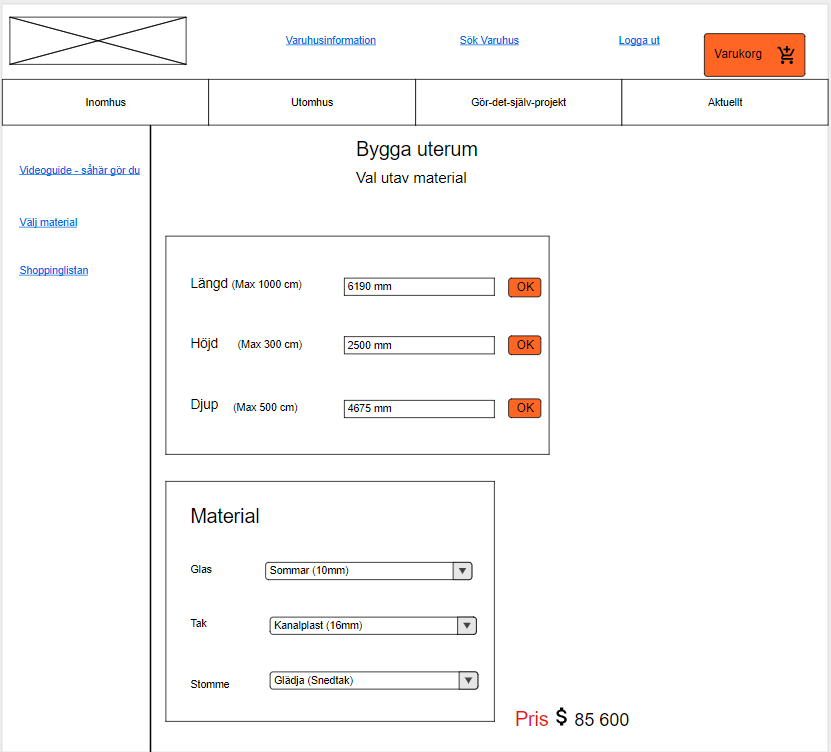 Varuhusinformation
Sök Varuhus
Logga ut
Varukorg
Inomhus
Utomhus
Gör-det-själv-projekt
Aktuellt
Videoguide - såhär gör du
Välj material
Shoppinglistan
Bygga uterum
Val utav material
Längd (Max 1000 cm) 6190 mm OK
Höjd (Max 300 cm) 2500 mm OK
Djup (Max 500 cm) 4675 mm OK
Material
Glas Sommar (10mm)
Tak Kanalplast (16mm)
Stomme Glädja (Snedtak)
Pris $ 85 600